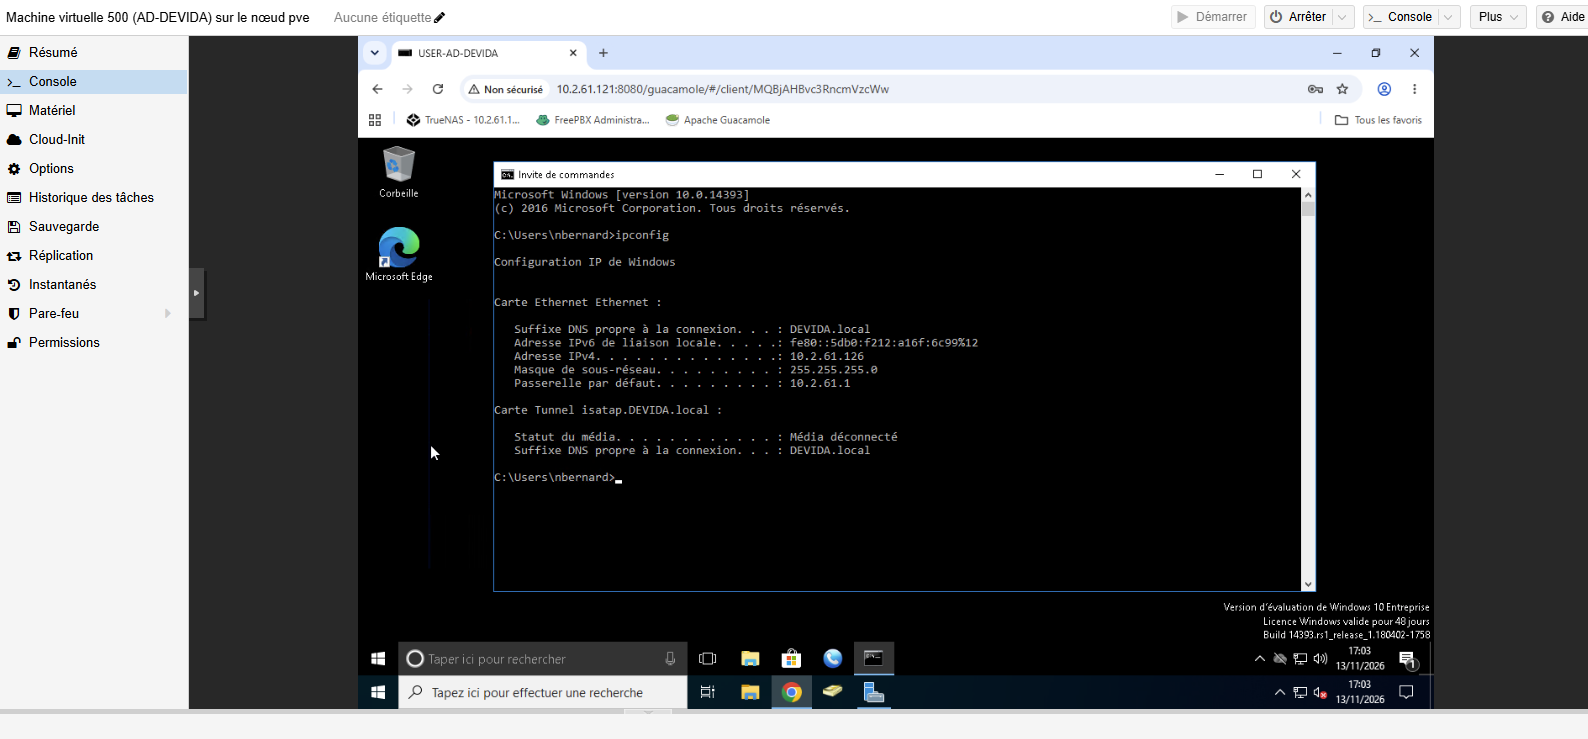 Machine virtuelle 500 (AD-DEVIDA) sur le nœud pve
Aucune étiquette
Démarrer
Arrêter
Console
Plus
Aide
Résumé
Console
Matériel
Cloud-Init
Options
Historique des tâches
Sauvegarde
Réplication
Instantanés
Pare-feu
Permissions
USER-AD-DEVIDA
Non sécurisé
10.2.61.121:8080/guacamole/#/client/MQBjAHBvc3RncmVzcWw
TrueNAS - 10.2.61.1...
FreePBX Administra...
Apache Guacamole
Tous les favoris
Corbeille
Microsoft Edge
Invite de commandes
Microsoft Windows [version 10.0.14393]
(c) 2016 Microsoft Corporation. Tous droits réservés.
C:\Users\nbernard>ipconfig
Configuration IP de Windows
Carte Ethernet Ethernet :
Suffixe DNS propre à la connexion. . . : DEVIDA.local
Adresse IPv6 de liaison locale. . . . .: fe80::5db0:f212:a16f:6c99%12
Adresse IPv4. . . . . . . . . . . . . .: 10.2.61.126
Masque de sous-réseau. . . . . . . . . : 255.255.255.0
Passerelle par défaut. . . . . . . . . : 10.2.61.1
Carte Tunnel isatap.DEVIDA.local :
Statut du média. . . . . . . . . . . . : Média déconnecté
Suffixe DNS propre à la connexion. . . : DEVIDA.local
C:\Users\nbernard>
Version d'évaluation de Windows 10 Entreprise
Licence Windows valide pour 48 jours
Build 14393.rs1_release_1.180402-1758
Taper ici pour rechercher
17:03
13/11/2026
1
Tapez ici pour effectuer une recherche
17:03
13/11/2026